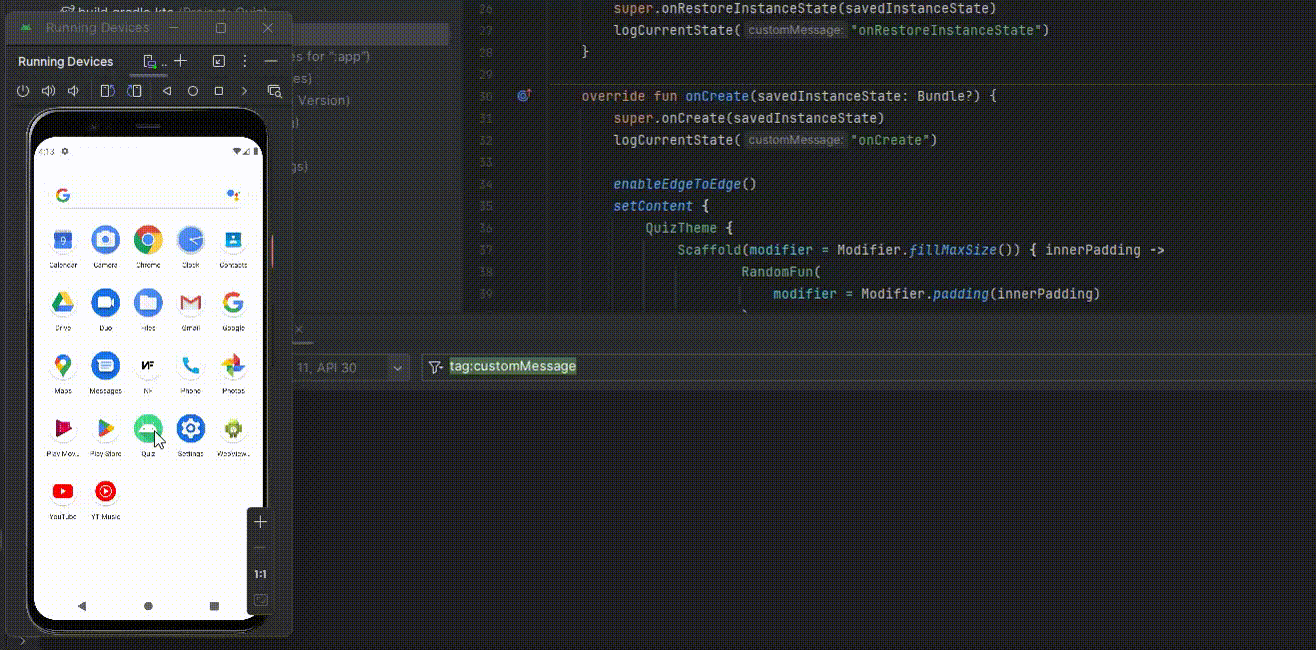 build.gradle.kts (Project: Quiz)
Running Devices
Running Devices
4:13
Calendar Camera Chrome Clock Contacts
Drive Duo Files Gmail Google
Maps Messages NF Phone Photos
Play Mov... Play Store Quiz Settings WebView...
YouTube YT Music
1:1
es for ":app")
es)
Version)
gs)
26 super.onRestoreInstanceState(savedInstanceState)
27 logCurrentState( customMessage: "onRestoreInstanceState")
28 }
29
30 override fun onCreate(savedInstanceState: Bundle?) {
31 super.onCreate(savedInstanceState)
32 logCurrentState( customMessage: "onCreate")
33
34 enableEdgeToEdge()
35 setContent {
36 QuizTheme {
37 Scaffold(modifier = Modifier.fillMaxSize()) { innerPadding ->
38 RandomFun(
39 modifier = Modifier.padding(innerPadding)
11, API 30
tag:customMessage